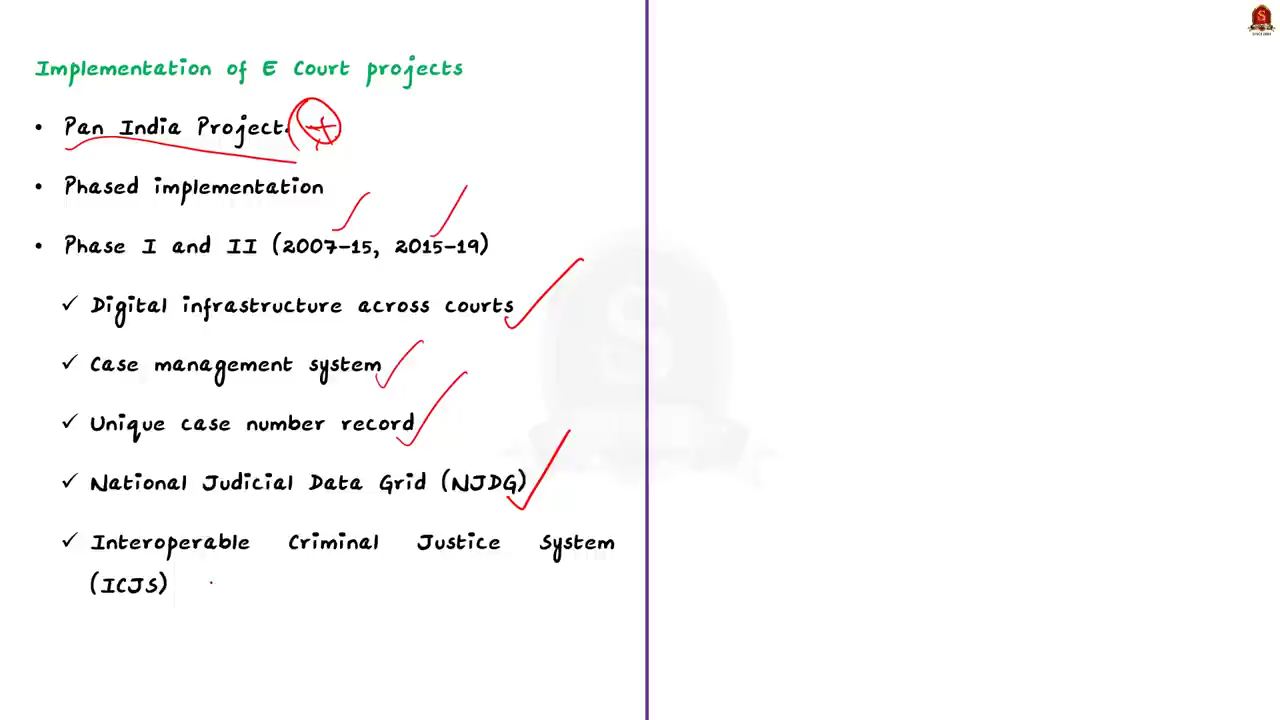 Implementation of E Court projects
• Pan India Project.
• Phased implementation
• Phase I and II (2007-15, 2015-19)
✓ Digital infrastructure across courts
✓ Case management system
✓ Unique case number record
✓ National Judicial Data Grid (NJDG)
✓ Interoperable Criminal Justice System
(ICJS)
S